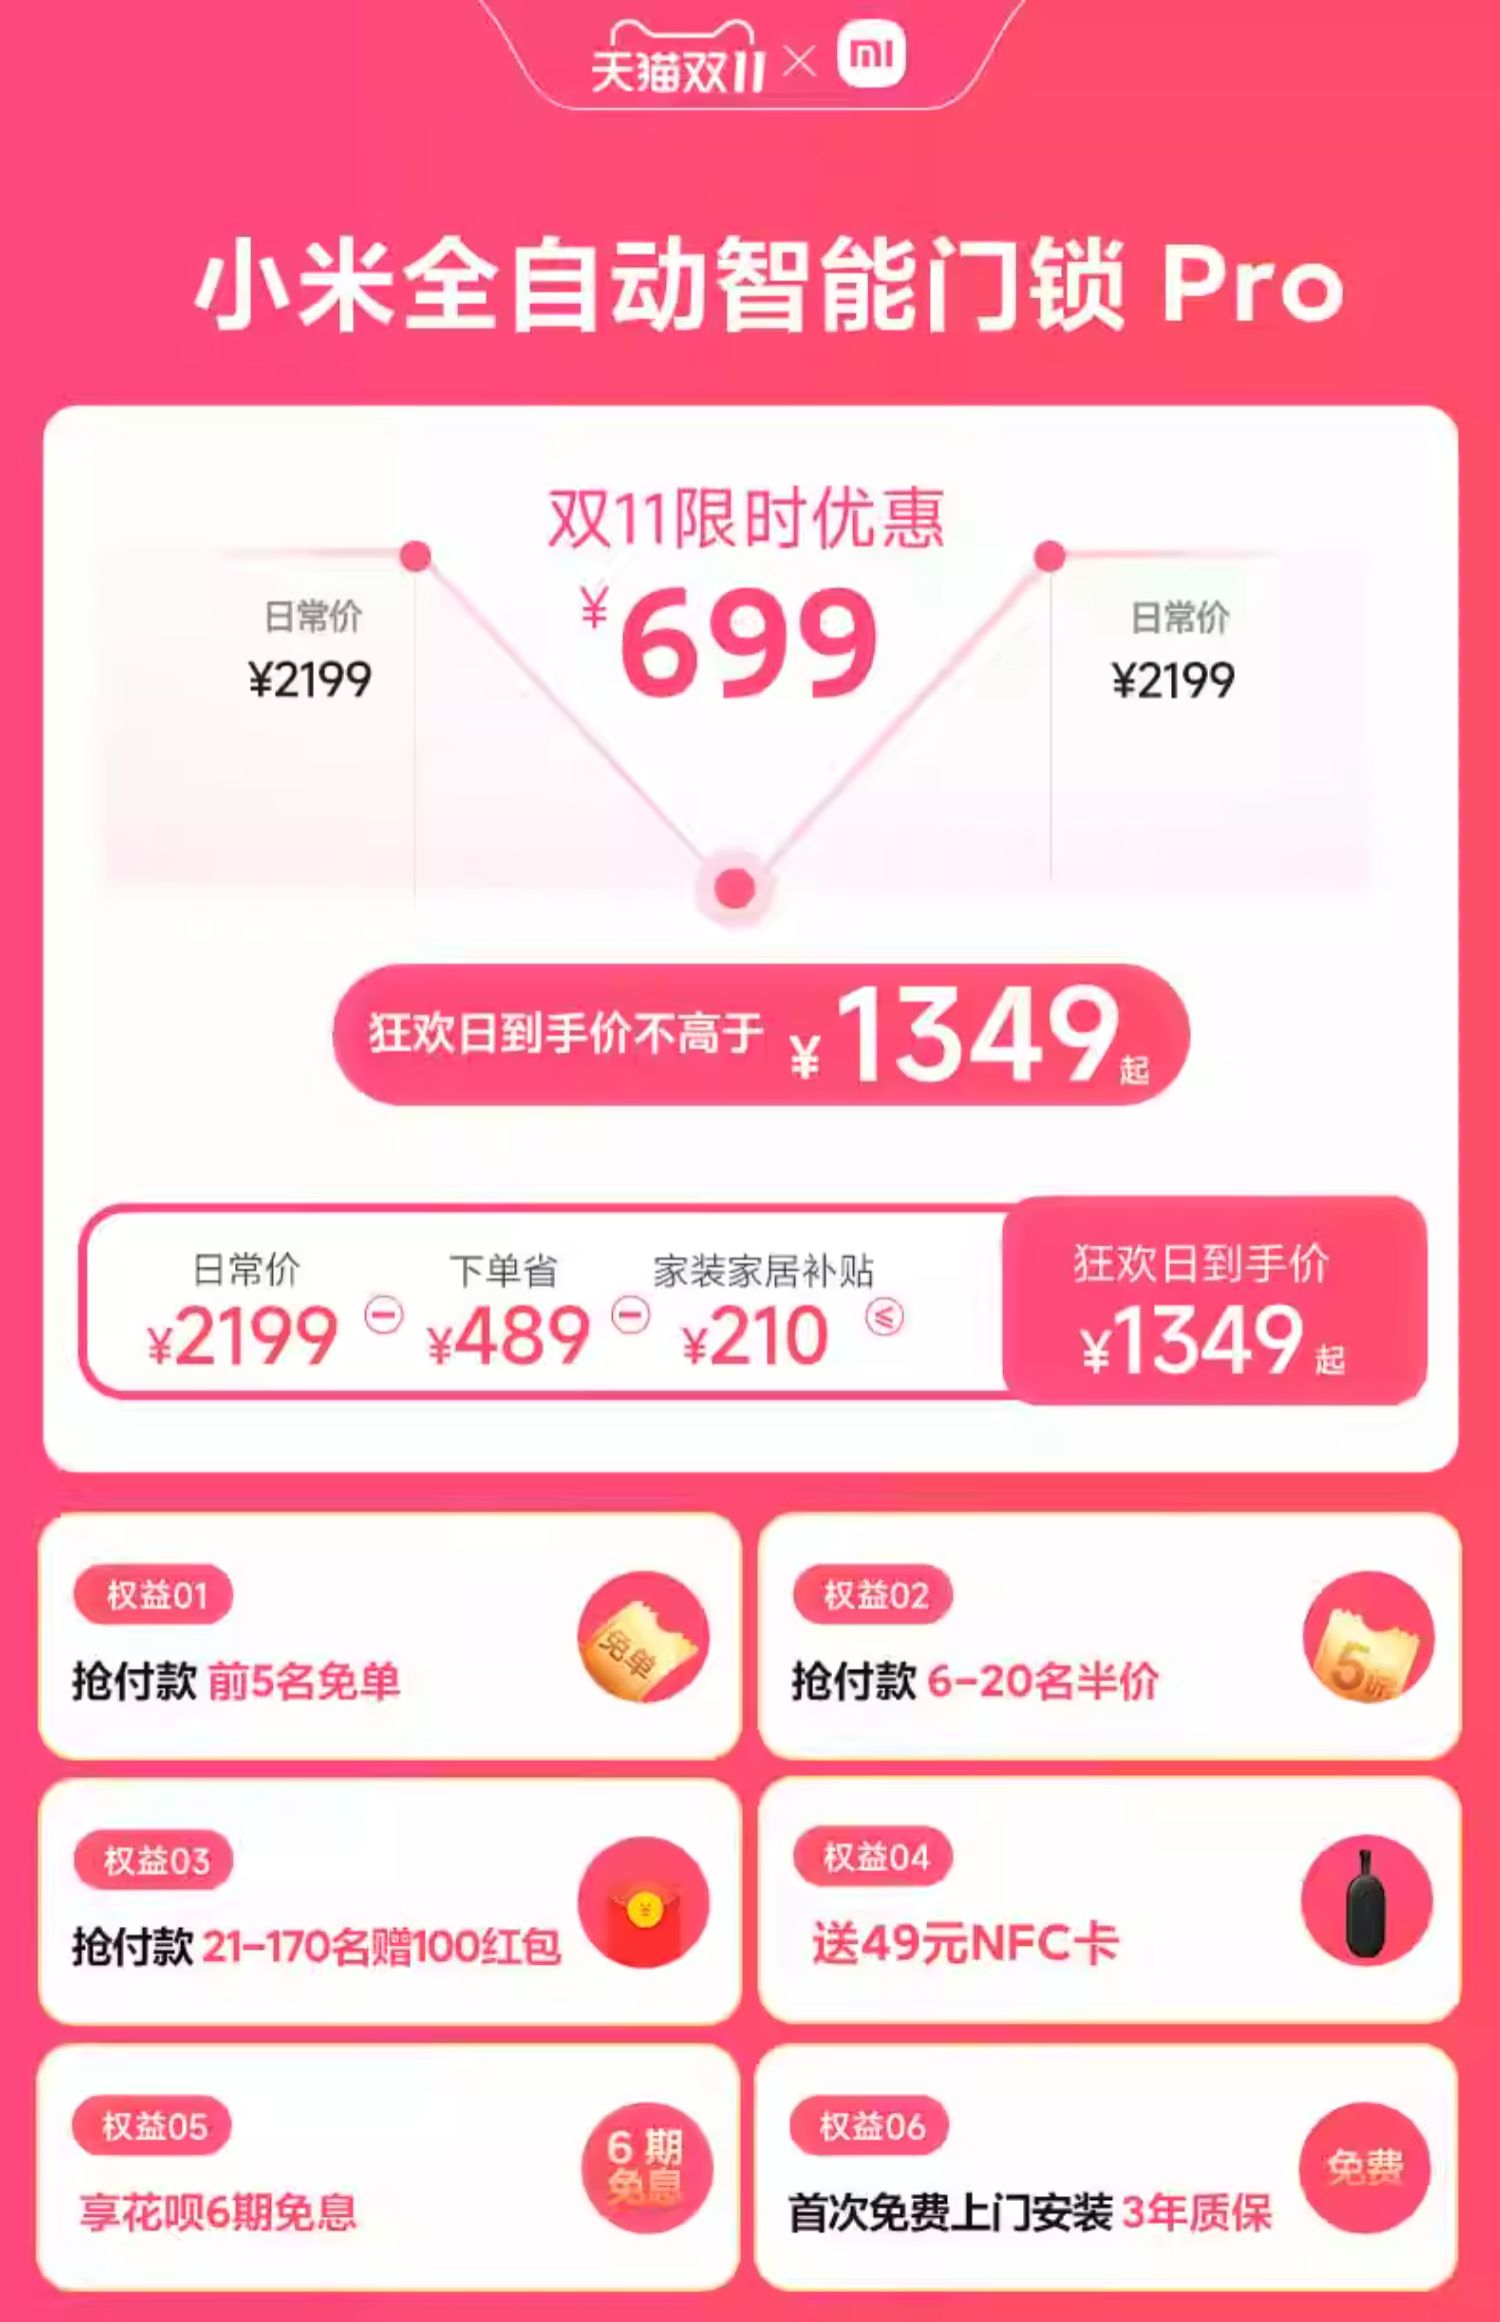 天猫双11 × mi
小米全自动智能门锁 Pro
双11限时优惠
¥699
日常价
¥2199
日常价
¥2199
狂欢日到手价不高于 ¥1349起
日常价 下单省 家装家居补贴
¥2199 - ¥489 - ¥210 ≤
狂欢日到手价
¥1349起
权益01
抢付款 前5名免单
免单
权益02
抢付款 6-20名半价
5折
权益03
抢付款 21-170名赠100红包
权益04
送49元NFC卡
权益05
享花呗6期免息
6 期
免息
权益06
首次免费上门安装 3年质保
免费